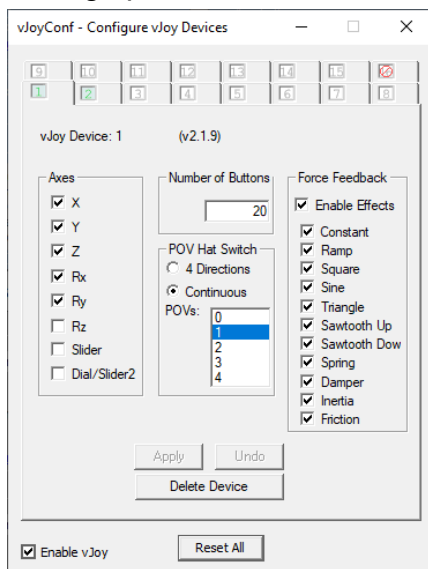 vJoyConf - Configure vJoy Devices
9 10 11 12 13 14 15
1 2 3 4 5 6 7 8
vJoy Device: 1 (v2.1.9)
Axes
X
Y
Z
Rx
Ry
Rz
Slider
Dial/Slider2
Number of Buttons
20
POV Hat Switch
4 Directions
Continuous
POVs:
0
1
2
3
4
Force Feedback
Enable Effects
Constant
Ramp
Square
Sine
Triangle
Sawtooth Up
Sawtooth Dow
Spring
Damper
Inertia
Friction
Apply Undo
Delete Device
Enable vJoy Reset All